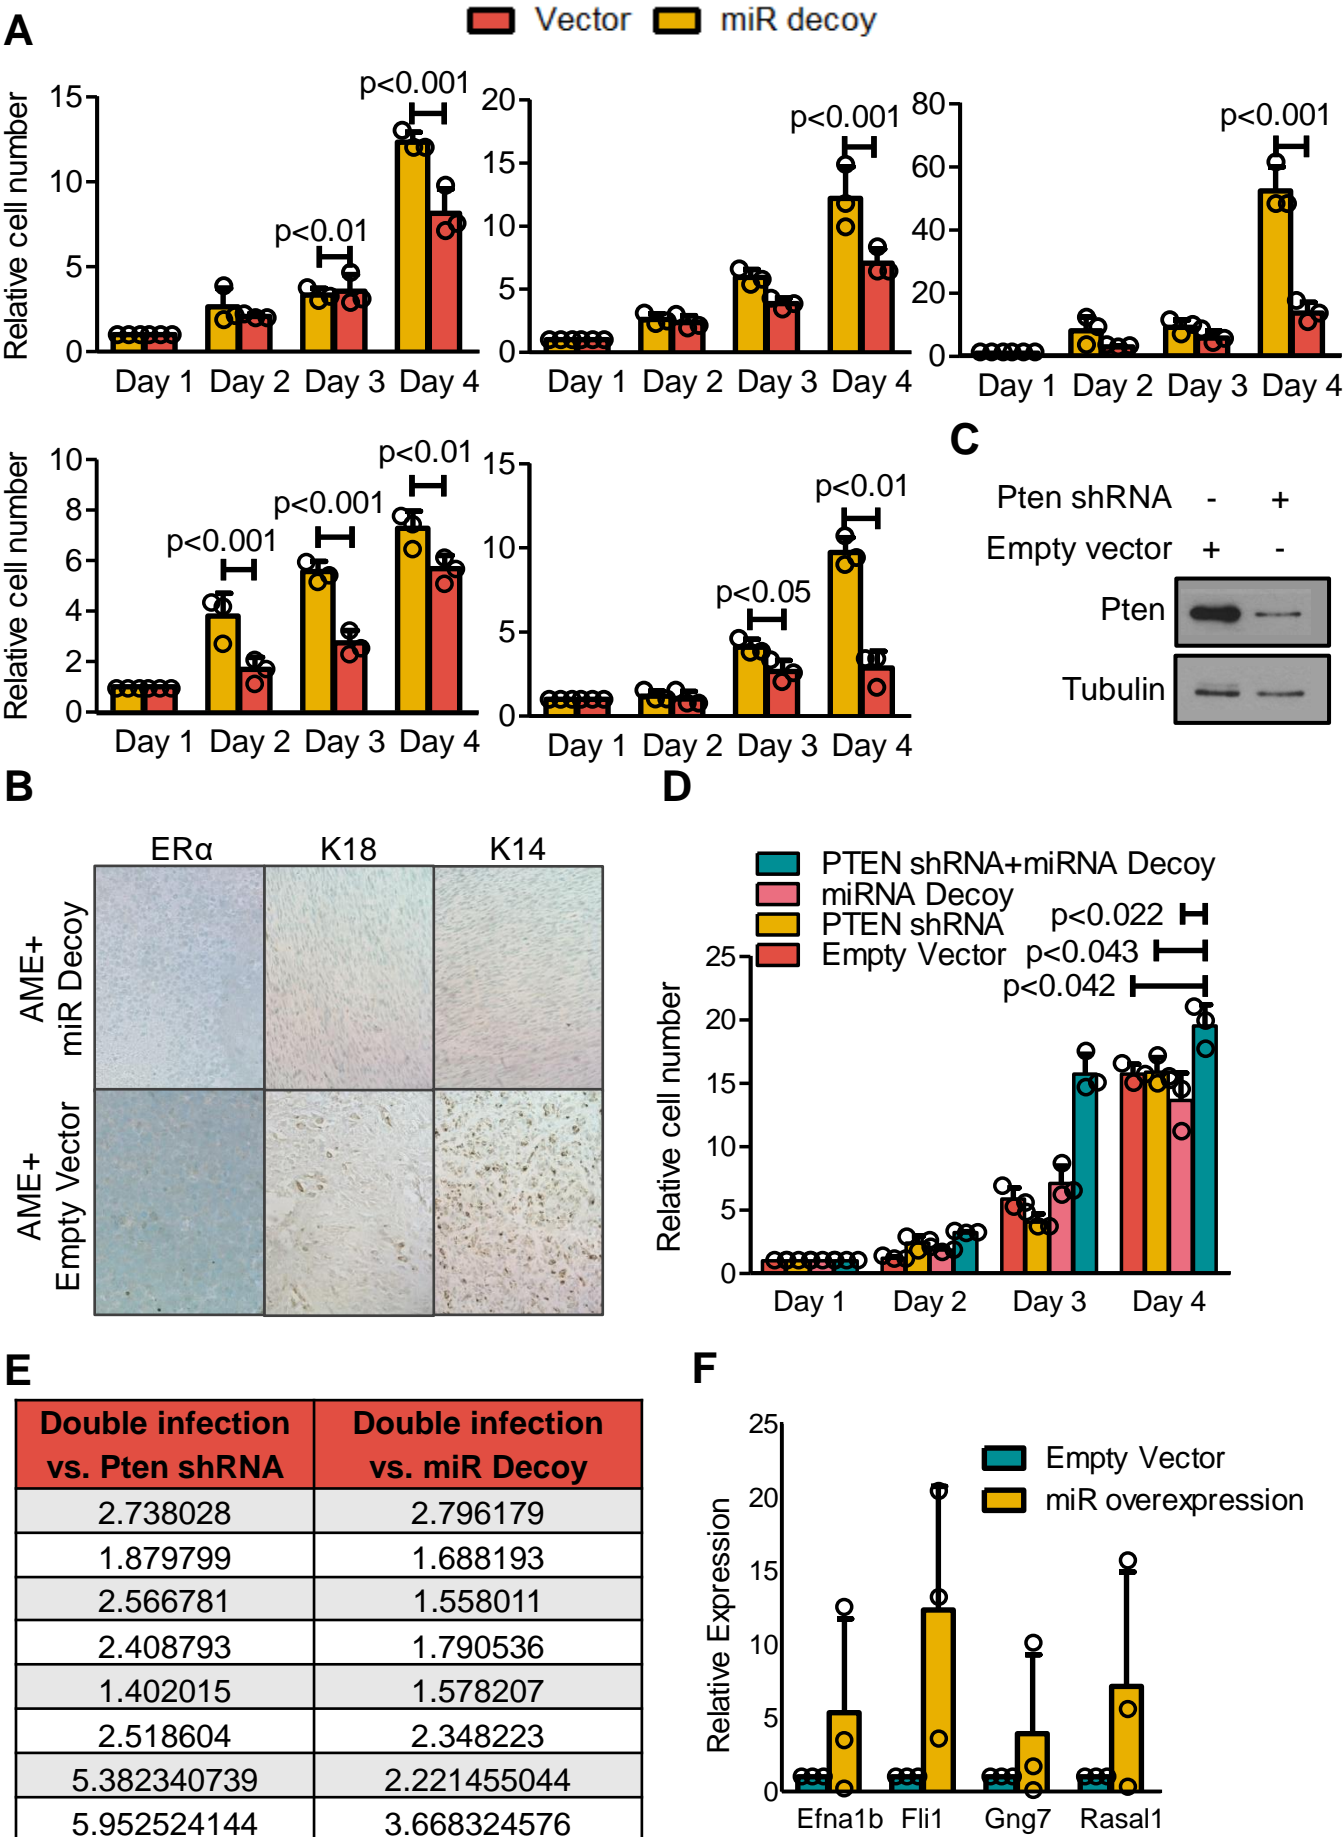 A
Vector miR decoy
Relative cell number
15
10
5
0
p<0.01
p<0.001
Day 1 Day 2 Day 3 Day 4
20
15
10
5
0
p<0.001
Day 1 Day 2 Day 3 Day 4
80
60
40
20
0
p<0.001
Day 1 Day 2 Day 3 Day 4
Relative cell number
10
8
6
4
2
0
p<0.001
p<0.001
p<0.01
Day 1 Day 2 Day 3 Day 4
15
10
5
0
p<0.05
p<0.01
Day 1 Day 2 Day 3 Day 4
C
Pten shRNA - +
Empty vector + -
Pten
Tubulin
B
ERα K18 K14
AME+
miR Decoy
AME+
Empty Vector
D
PTEN shRNA+miRNA Decoy
miRNA Decoy
PTEN shRNA
Empty Vector
p<0.022
p<0.043
p<0.042
Relative cell number
25
20
15
10
5
0
Day 1 Day 2 Day 3 Day 4
E
Double infection vs. Pten shRNA Double infection vs. miR Decoy
2.738028 2.796179
1.879799 1.688193
2.566781 1.558011
2.408793 1.790536
1.402015 1.578207
2.518604 2.348223
5.382340739 2.221455044
5.952524144 3.668324576
F
Empty Vector
miR overexpression
Relative Expression
25
20
15
10
5
0
Efna1b Fli1 Gng7 Rasal1